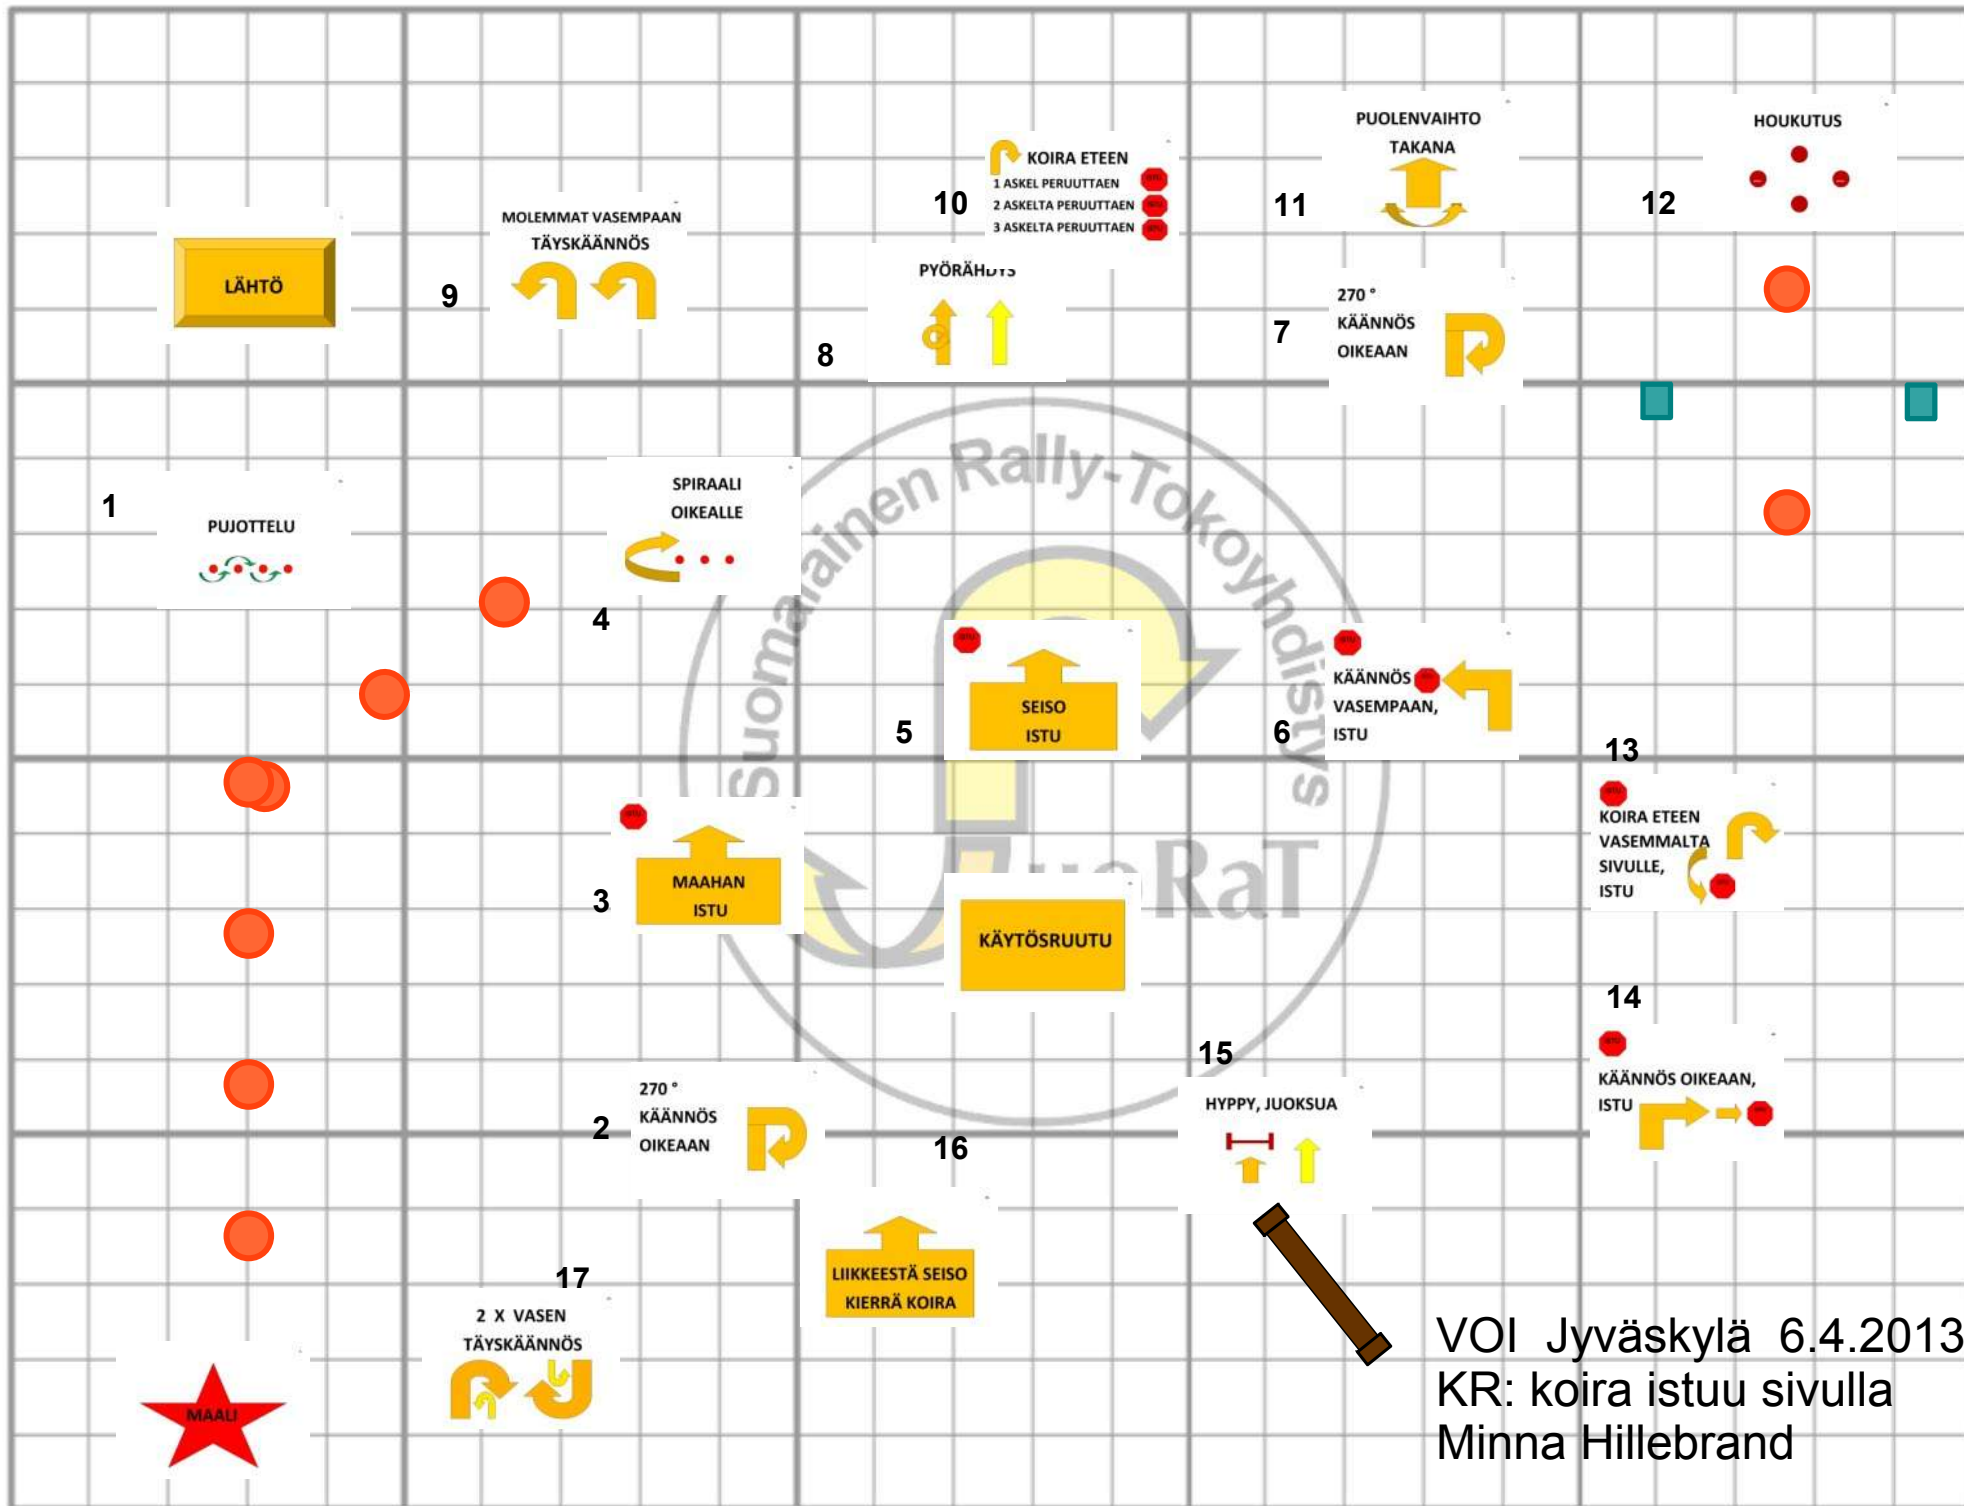 PUOLENVAIHTO
TAKANA
11
HOUKUTUS
12
KOIRA ETEEN
1 ASKEL PERUUTTAEN
2 ASKELTA PERUUTTAEN
3 ASKELTA PERUUTTAEN
10
MOLEMMAT VASEMPAAN
TÄYSKÄÄNNÖS
9
LÄHTÖ
PYÖRÄHDYS
8
270 °
KÄÄNNÖS
OIKEAAN
7
1
PUJOTTELU
SPIRAALI
OIKEALLE
4
Suomalainen Rally-Tokoyhdistys
SEISO
ISTU
5
KÄÄNNÖS
VASEMPAAN,
ISTU
6
13
KOIRA ETEEN
VASEMMALTA
SIVULLE,
ISTU
MAAHAN
ISTU
3
SuoRaT
KÄYTÖSRUUTU
14
KÄÄNNÖS OIKEAAN,
ISTU
15
HYPPY, JUOKSUA
270 °
KÄÄNNÖS
OIKEAAN
2
16
LIIKKEESTÄ SEISO
KIERRÄ KOIRA
17
2 X VASEN
TÄYSKÄÄNNÖS
MAALI
VOI Jyväskylä 6.4.2013
KR: koira istuu sivulla
Minna Hillebrand